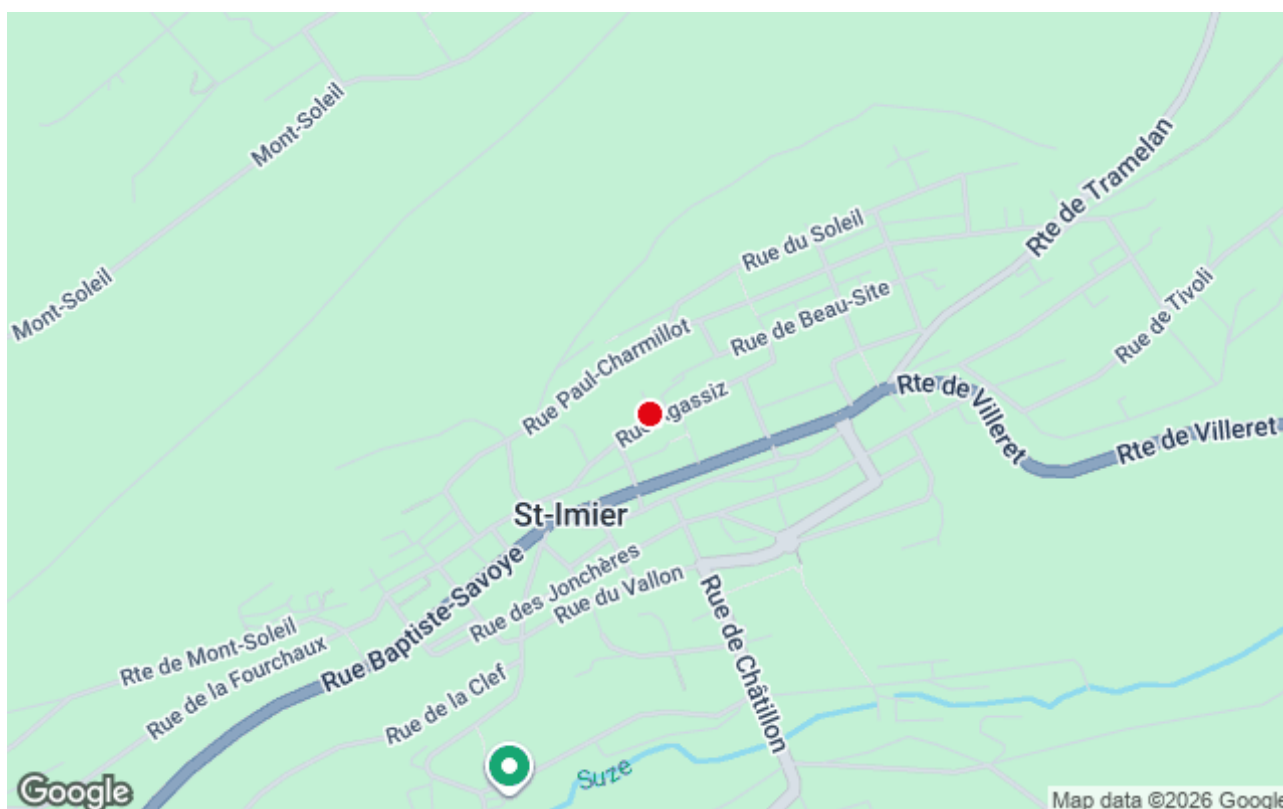 Mont-Soleil
Mont-Soleil
Rte de Tramelan
Rue du Soleil
Rue de Tivoli
Rue de Beau-Site
Rue Paul-Charmillot
Rte de Villeret
Rte de Villeret
St-Imier
Rue Baptiste-Savoye
Rue des Jonchères
Rue du Vallon
Rue de Châtillon
Rte de Mont-Soleil
Rue de la Fourchaux
Rue de la Clef
Suze
Google
Map data ©2026 Google